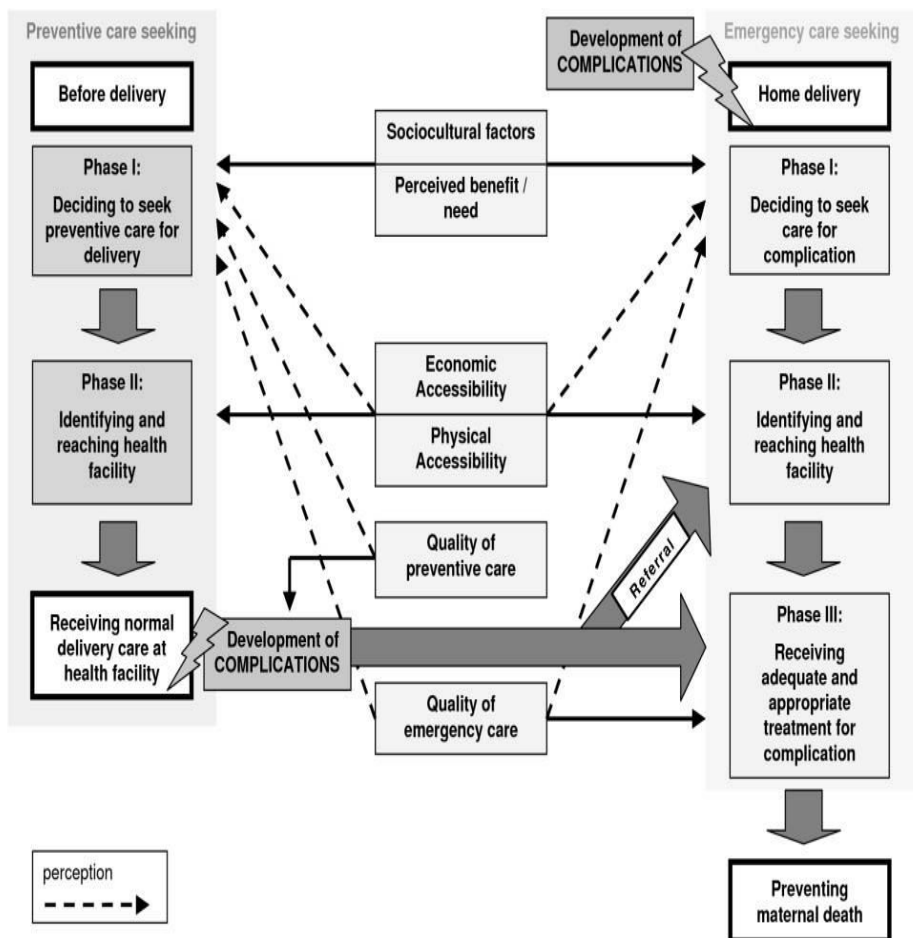 Preventive care seeking
Before delivery
Phase I:
Deciding to seek
preventive care for
delivery
Phase II:
Identifying and
reaching health
facility
Receiving normal
delivery care at
health facility
Development of
COMPLICATIONS
Sociocultural factors
Perceived benefit /
need
Economic
Accessibility
Physical
Accessibility
Quality of
preventive care
Development of
COMPLICATIONS
Quality of
emergency care
Referral
Emergency care seeking
Home delivery
Phase I:
Deciding to seek
care for
complication
Phase II:
Identifying and
reaching health
facility
Phase III:
Receiving
adequate and
appropriate
treatment for
complication
Preventing
maternal death
perception